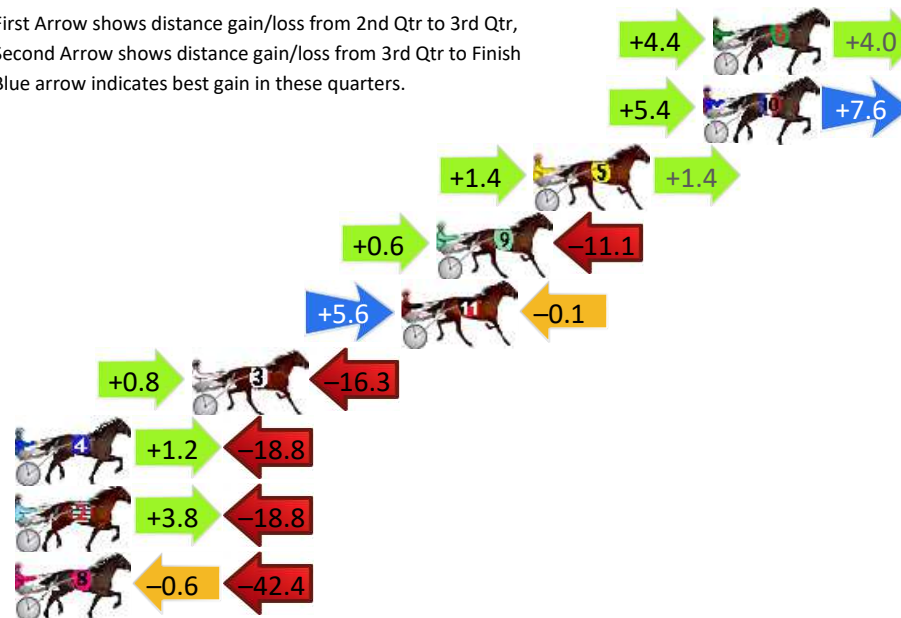 First Arrow shows distance gain/loss from 2nd Qtr to 3rd Qtr,
Second Arrow shows distance gain/loss from 3rd Qtr to Finish
Blue arrow indicates best gain in these quarters.
+4.4 +4.0
+5.4 10 +7.6
+1.4 5 +1.4
+0.6 9 –11.1
+5.6 11 –0.1
+0.8 3 –16.3
4 +1.2 –18.8
2 +3.8 –18.8
8 –0.6 –42.4